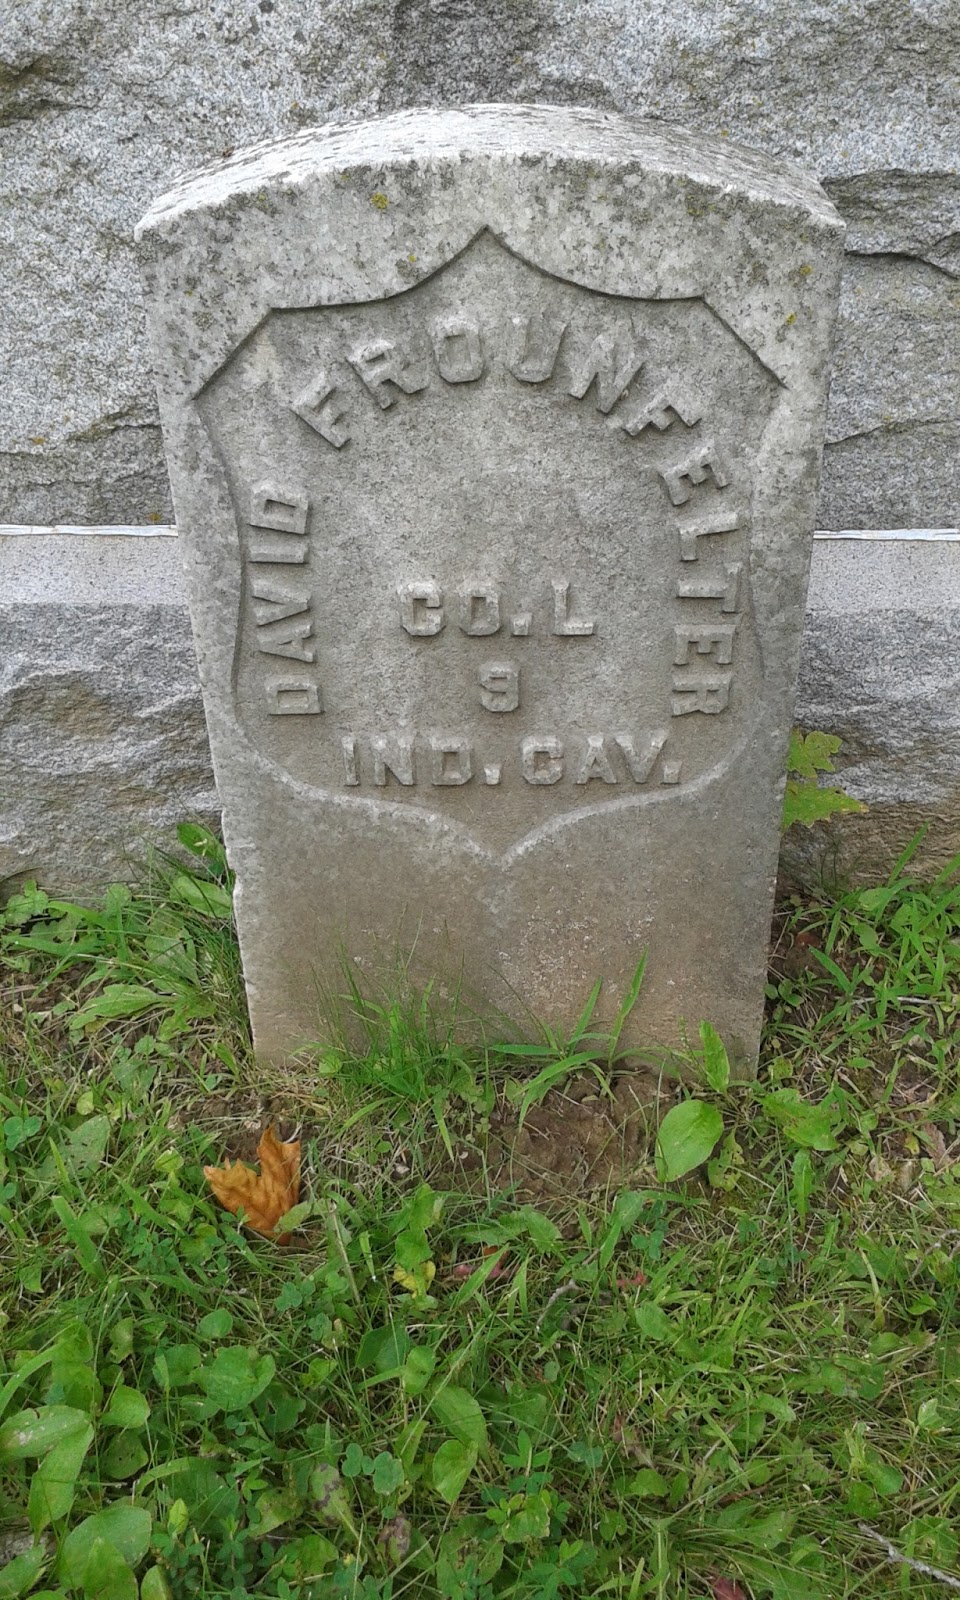 DAVID FROUNFELTER
CO. L
9
IND. CAV.